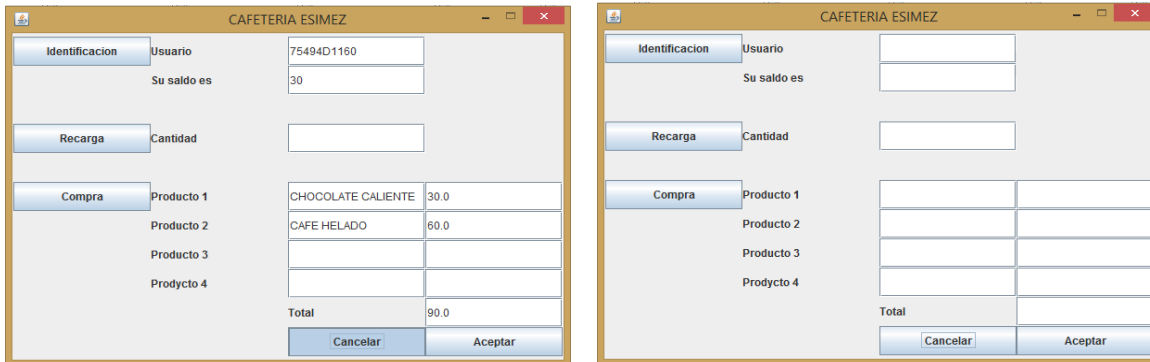 CAFETERIA ESIMEZ
Identificacion Usuario 75494D1160
Su saldo es 30
Recarga Cantidad
Compra Producto 1 CHOCOLATE CALIENTE 30.0
Producto 2 CAFE HELADO 60.0
Producto 3
Prodycto 4
Total 90.0
Cancelar Aceptar
CAFETERIA ESIMEZ
Identificacion Usuario
Su saldo es
Recarga Cantidad
Compra Producto 1
Producto 2
Producto 3
Prodycto 4
Total
Cancelar Aceptar